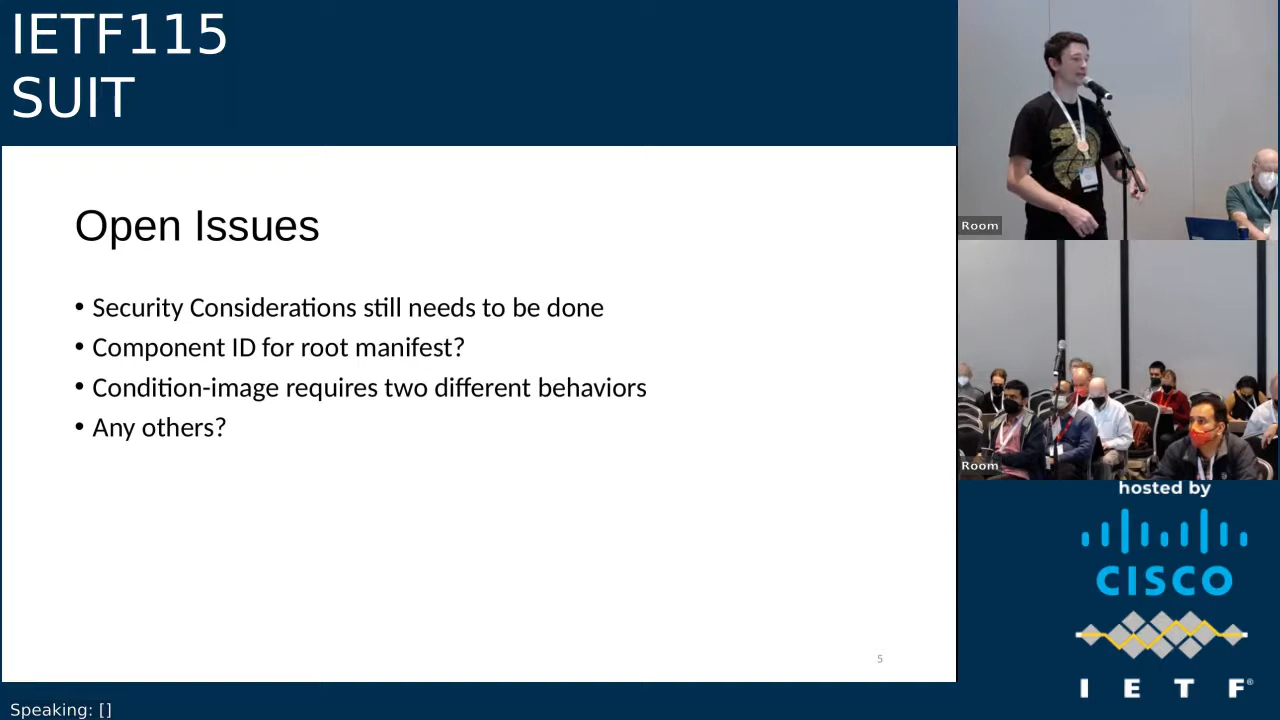 IETF115
SUIT
Open Issues
• Security Considerations still needs to be done
• Component ID for root manifest?
• Condition-image requires two different behaviors
• Any others?
5
Speaking: []
Room
Room
hosted by
CISCO
I E T F®